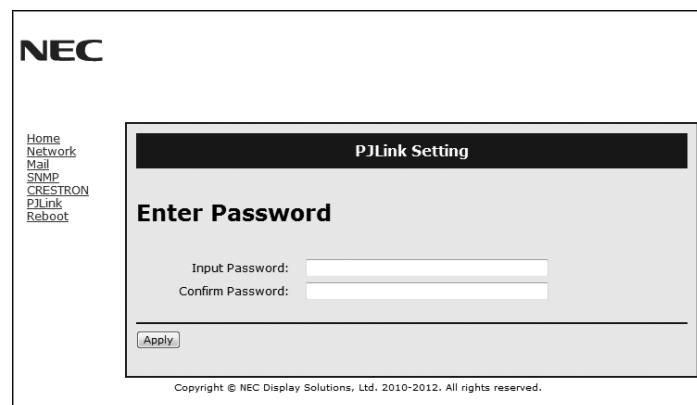 NEC
Home
Network
Mail
SNMP
CRESTRON
PJLink
Reboot
PJLink Setting
Enter Password
Input Password:
Confirm Password:
Apply
Copyright © NEC Display Solutions, Ltd. 2010-2012. All rights reserved.